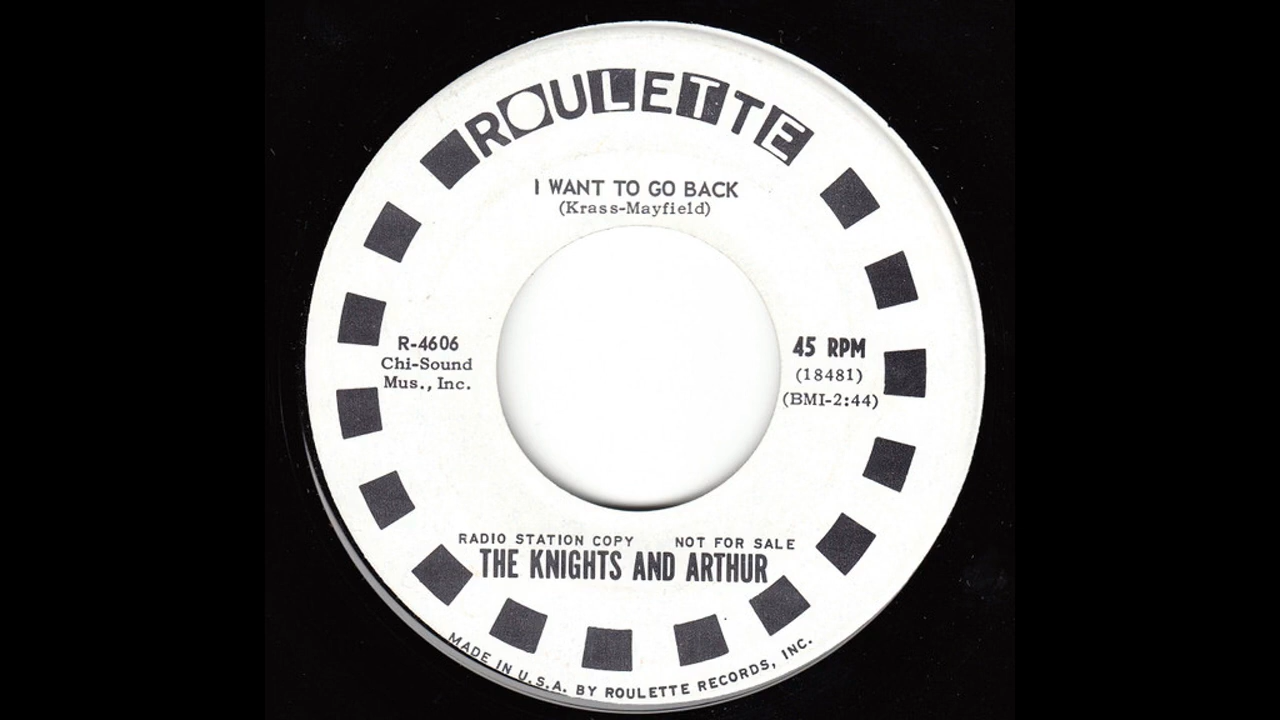 ROULETTE
I WANT TO GO BACK
(Krass-Mayfield)
R-4606
Chi-Sound
Mus., Inc.
45 RPM
(18481)
(BMI-2:44)
RADIO STATION COPY NOT FOR SALE
THE KNIGHTS AND ARTHUR
MADE IN U.S.A. BY ROULETTE RECORDS, INC.